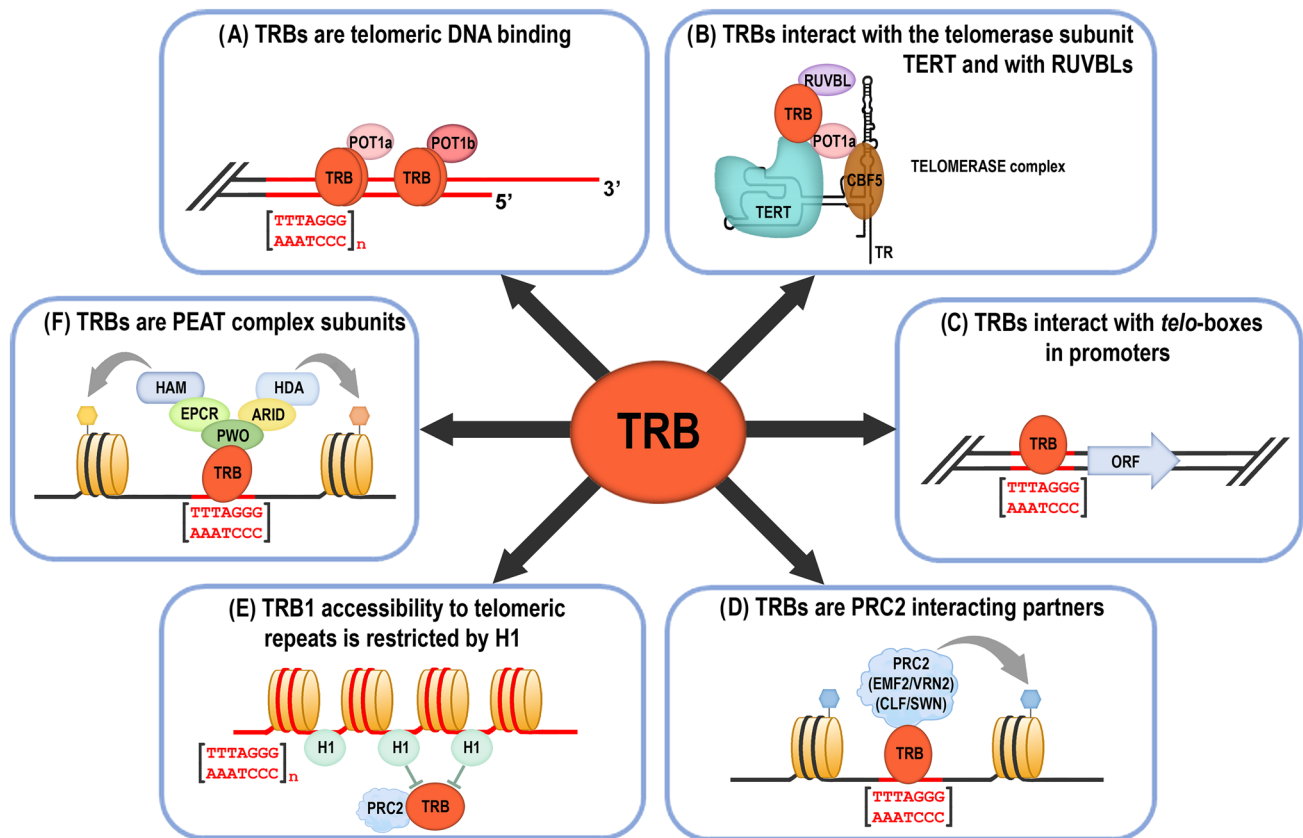 (A) TRBs are telomeric DNA binding
POT1a
POT1b
TRB
TRB
3’
5’
TTTAGGG
AAATCCC
n
(B) TRBs interact with the telomerase subunit
TERT and with RUVBLs
RUVBL
TRB
POT1a
TELOMERASE complex
CBF5
TERT
TR
(F) TRBs are PEAT complex subunits
HAM
HDA
EPCR
ARID
PWO
TRB
[TTTAGGG
AAATCCC]
TRB
(C) TRBs interact with telo-boxes
in promoters
TRB
ORF
[TTTAGGG
AAATCCC]
(E) TRB1 accessibility to telomeric
repeats is restricted by H1
H1
H1
H1
[TTTAGGG
AAATCCC]n
PRC2
TRB
(D) TRBs are PRC2 interacting partners
PRC2
(EMF2/VRN2)
(CLF/SWN)
TRB
[TTTAGGG
AAATCCC]